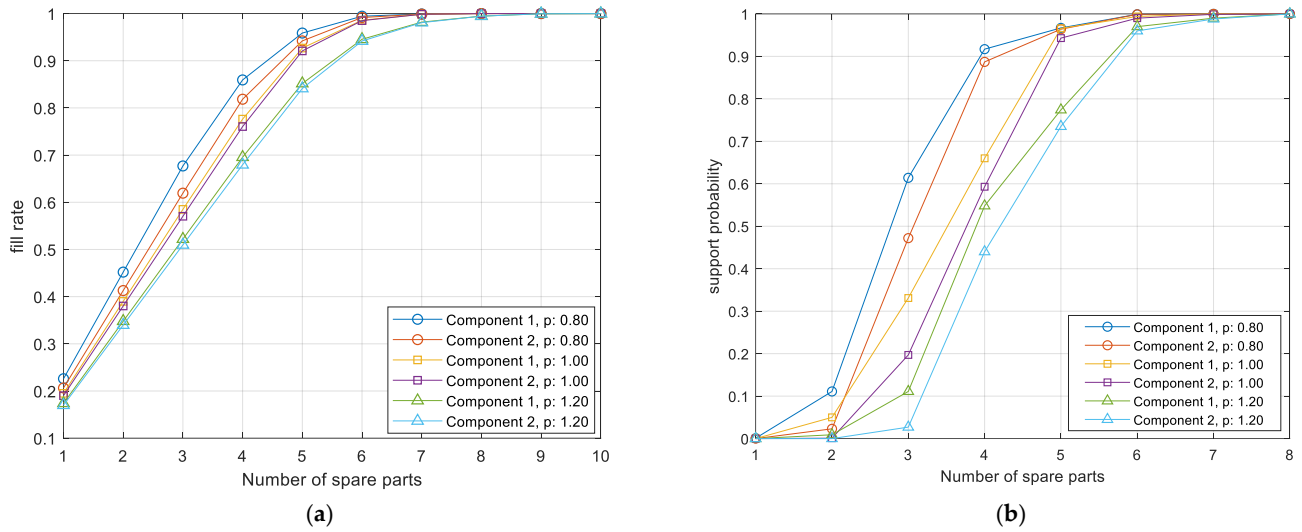 fill rate
1
0.9
0.8
0.7
0.6
0.5
0.4
0.3
0.2
0.1
1 2 3 4 5 6 7 8 9 10
Number of spare parts
Component 1, p: 0.80
Component 2, p: 0.80
Component 1, p: 1.00
Component 2, p: 1.00
Component 1, p: 1.20
Component 2, p: 1.20
(a)
support probability
1
0.9
0.8
0.7
0.6
0.5
0.4
0.3
0.2
0.1
0
1 2 3 4 5 6 7 8
Number of spare parts
Component 1, p: 0.80
Component 2, p: 0.80
Component 1, p: 1.00
Component 2, p: 1.00
Component 1, p: 1.20
Component 2, p: 1.20
(b)